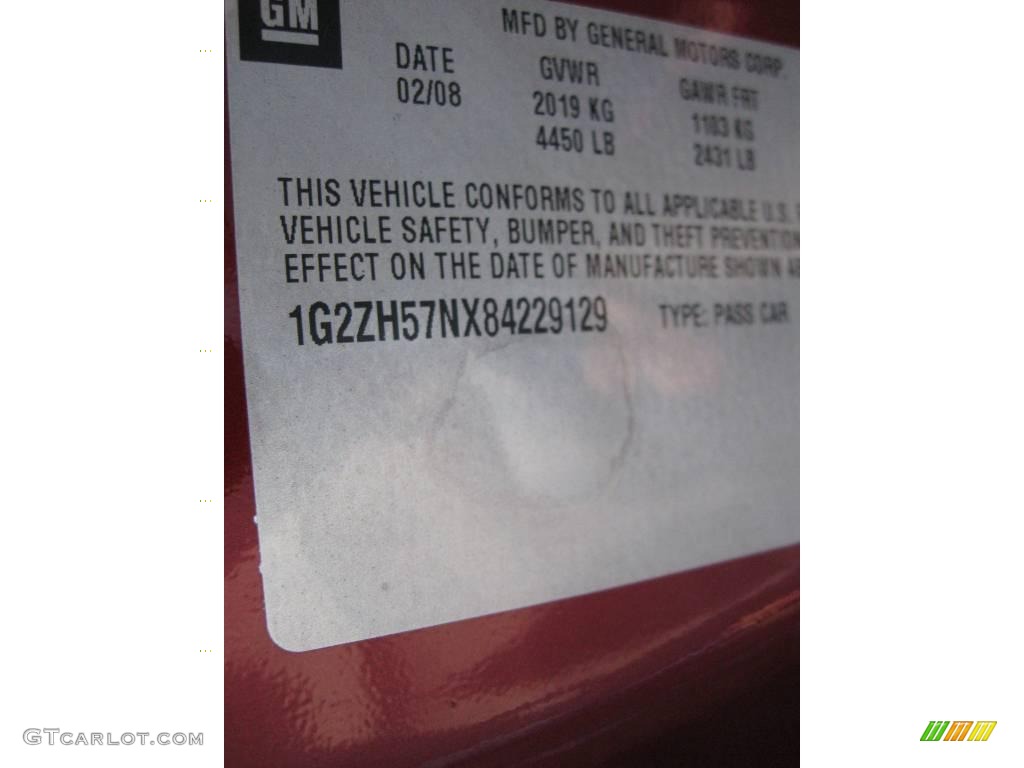 GM
MFD BY GENERAL MOTORS CORP.
DATE GVWR GAWR FRT
02/08 2019 KG 1103 KG
4450 LB 2431 LB
THIS VEHICLE CONFORMS TO ALL APPLICABLE U.S.
VEHICLE SAFETY, BUMPER, AND THEFT PREVENTION
EFFECT ON THE DATE OF MANUFACTURE SHOWN
1G2ZH57NX84229129 TYPE: PASS CAR
GTCARLOT.COM